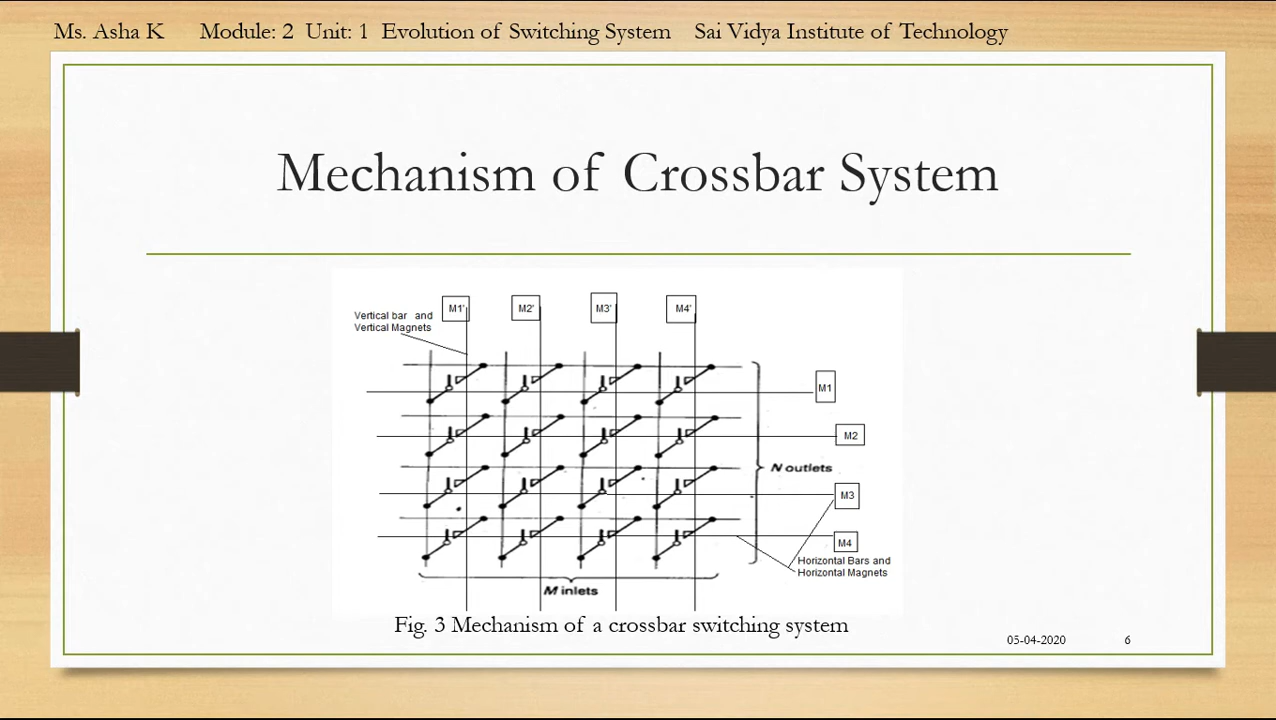 Ms. Asha K Module: 2 Unit: 1 Evolution of Switching System Sai Vidya Institute of Technology
Mechanism of Crossbar System
Vertical bar and
Vertical Magnets
M1' M2' M3' M4'
M1
M2
N outlets
M3
M4
Horizontal Bars and
Horizontal Magnets
M inlets
Fig. 3 Mechanism of a crossbar switching system
05-04-2020 6